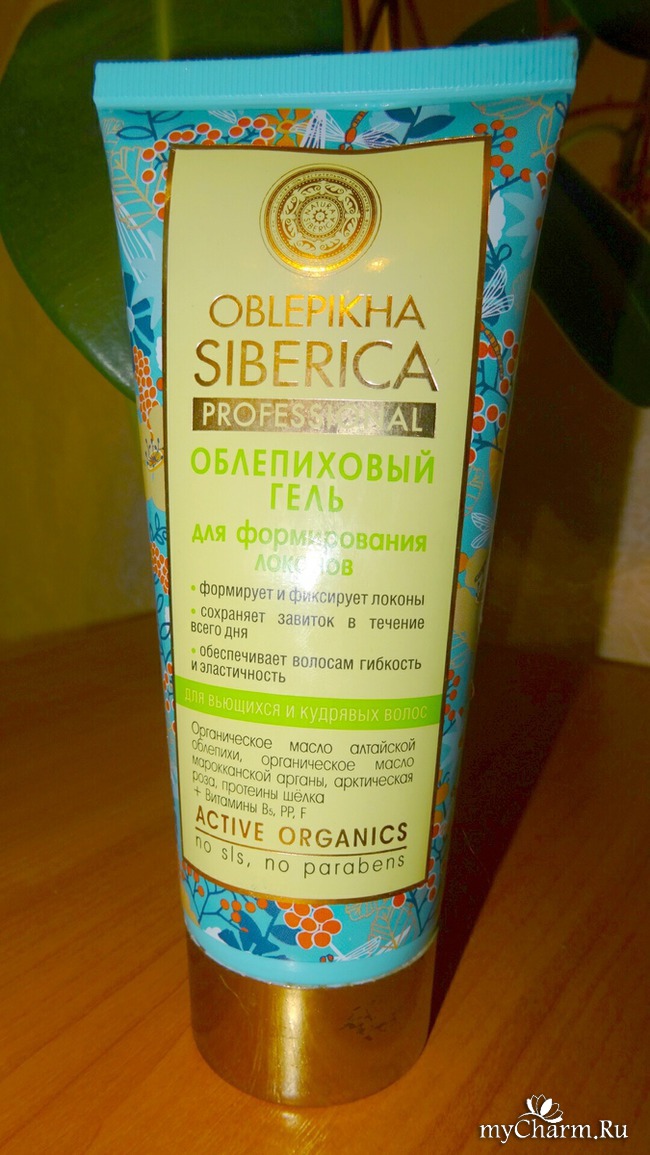 NATURA SIBERICA
OBLEPIKHA
SIBERICA
PROFESSIONAL
ОБЛЕПИХОВЫЙ
ГЕЛЬ
для формирования
локонов
• формирует и фиксирует локоны
• сохраняет завиток в течение
всего дня
• обеспечивает волосам гибкость
и эластичность
для вьющихся и кудрявых волос
Органическое масло алтайской
облепихи, органическое масло
марокканской арганы, арктическая
роза, протеины шёлка
+ Витамины B5, PP, F
ACTIVE ORGANICS
no sls, no parabens
myCharm.Ru